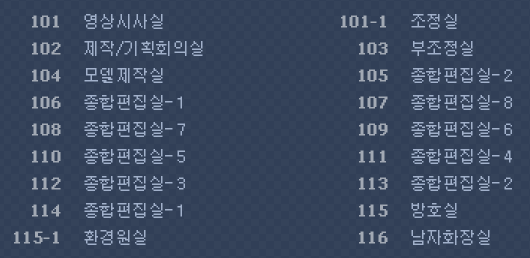 101 영상시사실 101-1 조정실
102 제작/기획회의실 103 부조정실
104 모델제작실 105 종합편집실-2
106 종합편집실-1 107 종합편집실-8
108 종합편집실-7 109 종합편집실-6
110 종합편집실-5 111 종합편집실-4
112 종합편집실-3 113 종합편집실-2
114 종합편집실-1 115 방호실
115-1 환경원실 116 남자화장실